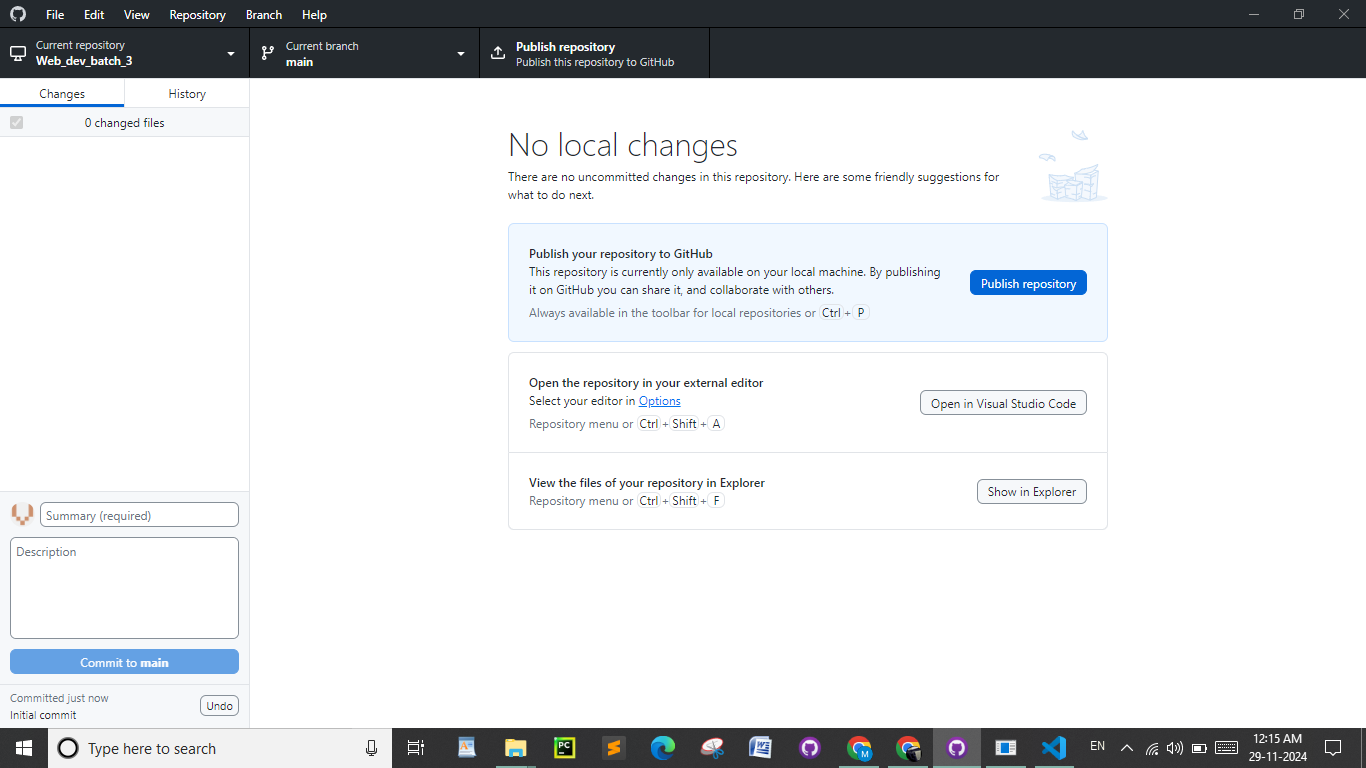 File Edit View Repository Branch Help
Current repository
Web_dev_batch_3
Current branch
main
Publish repository
Publish this repository to GitHub
Changes History
0 changed files
No local changes
There are no uncommitted changes in this repository. Here are some friendly suggestions for
what to do next.
Publish your repository to GitHub
This repository is currently only available on your local machine. By publishing
it on GitHub you can share it, and collaborate with others.
Always available in the toolbar for local repositories or Ctrl + P
Publish repository
Open the repository in your external editor
Select your editor in Options
Repository menu or Ctrl + Shift + A
Open in Visual Studio Code
View the files of your repository in Explorer
Repository menu or Ctrl + Shift + F
Show in Explorer
Summary (required)
Description
Commit to main
Committed just now
Initial commit
Undo
Type here to search
PC
W
M
EN
12:15 AM
29-11-2024